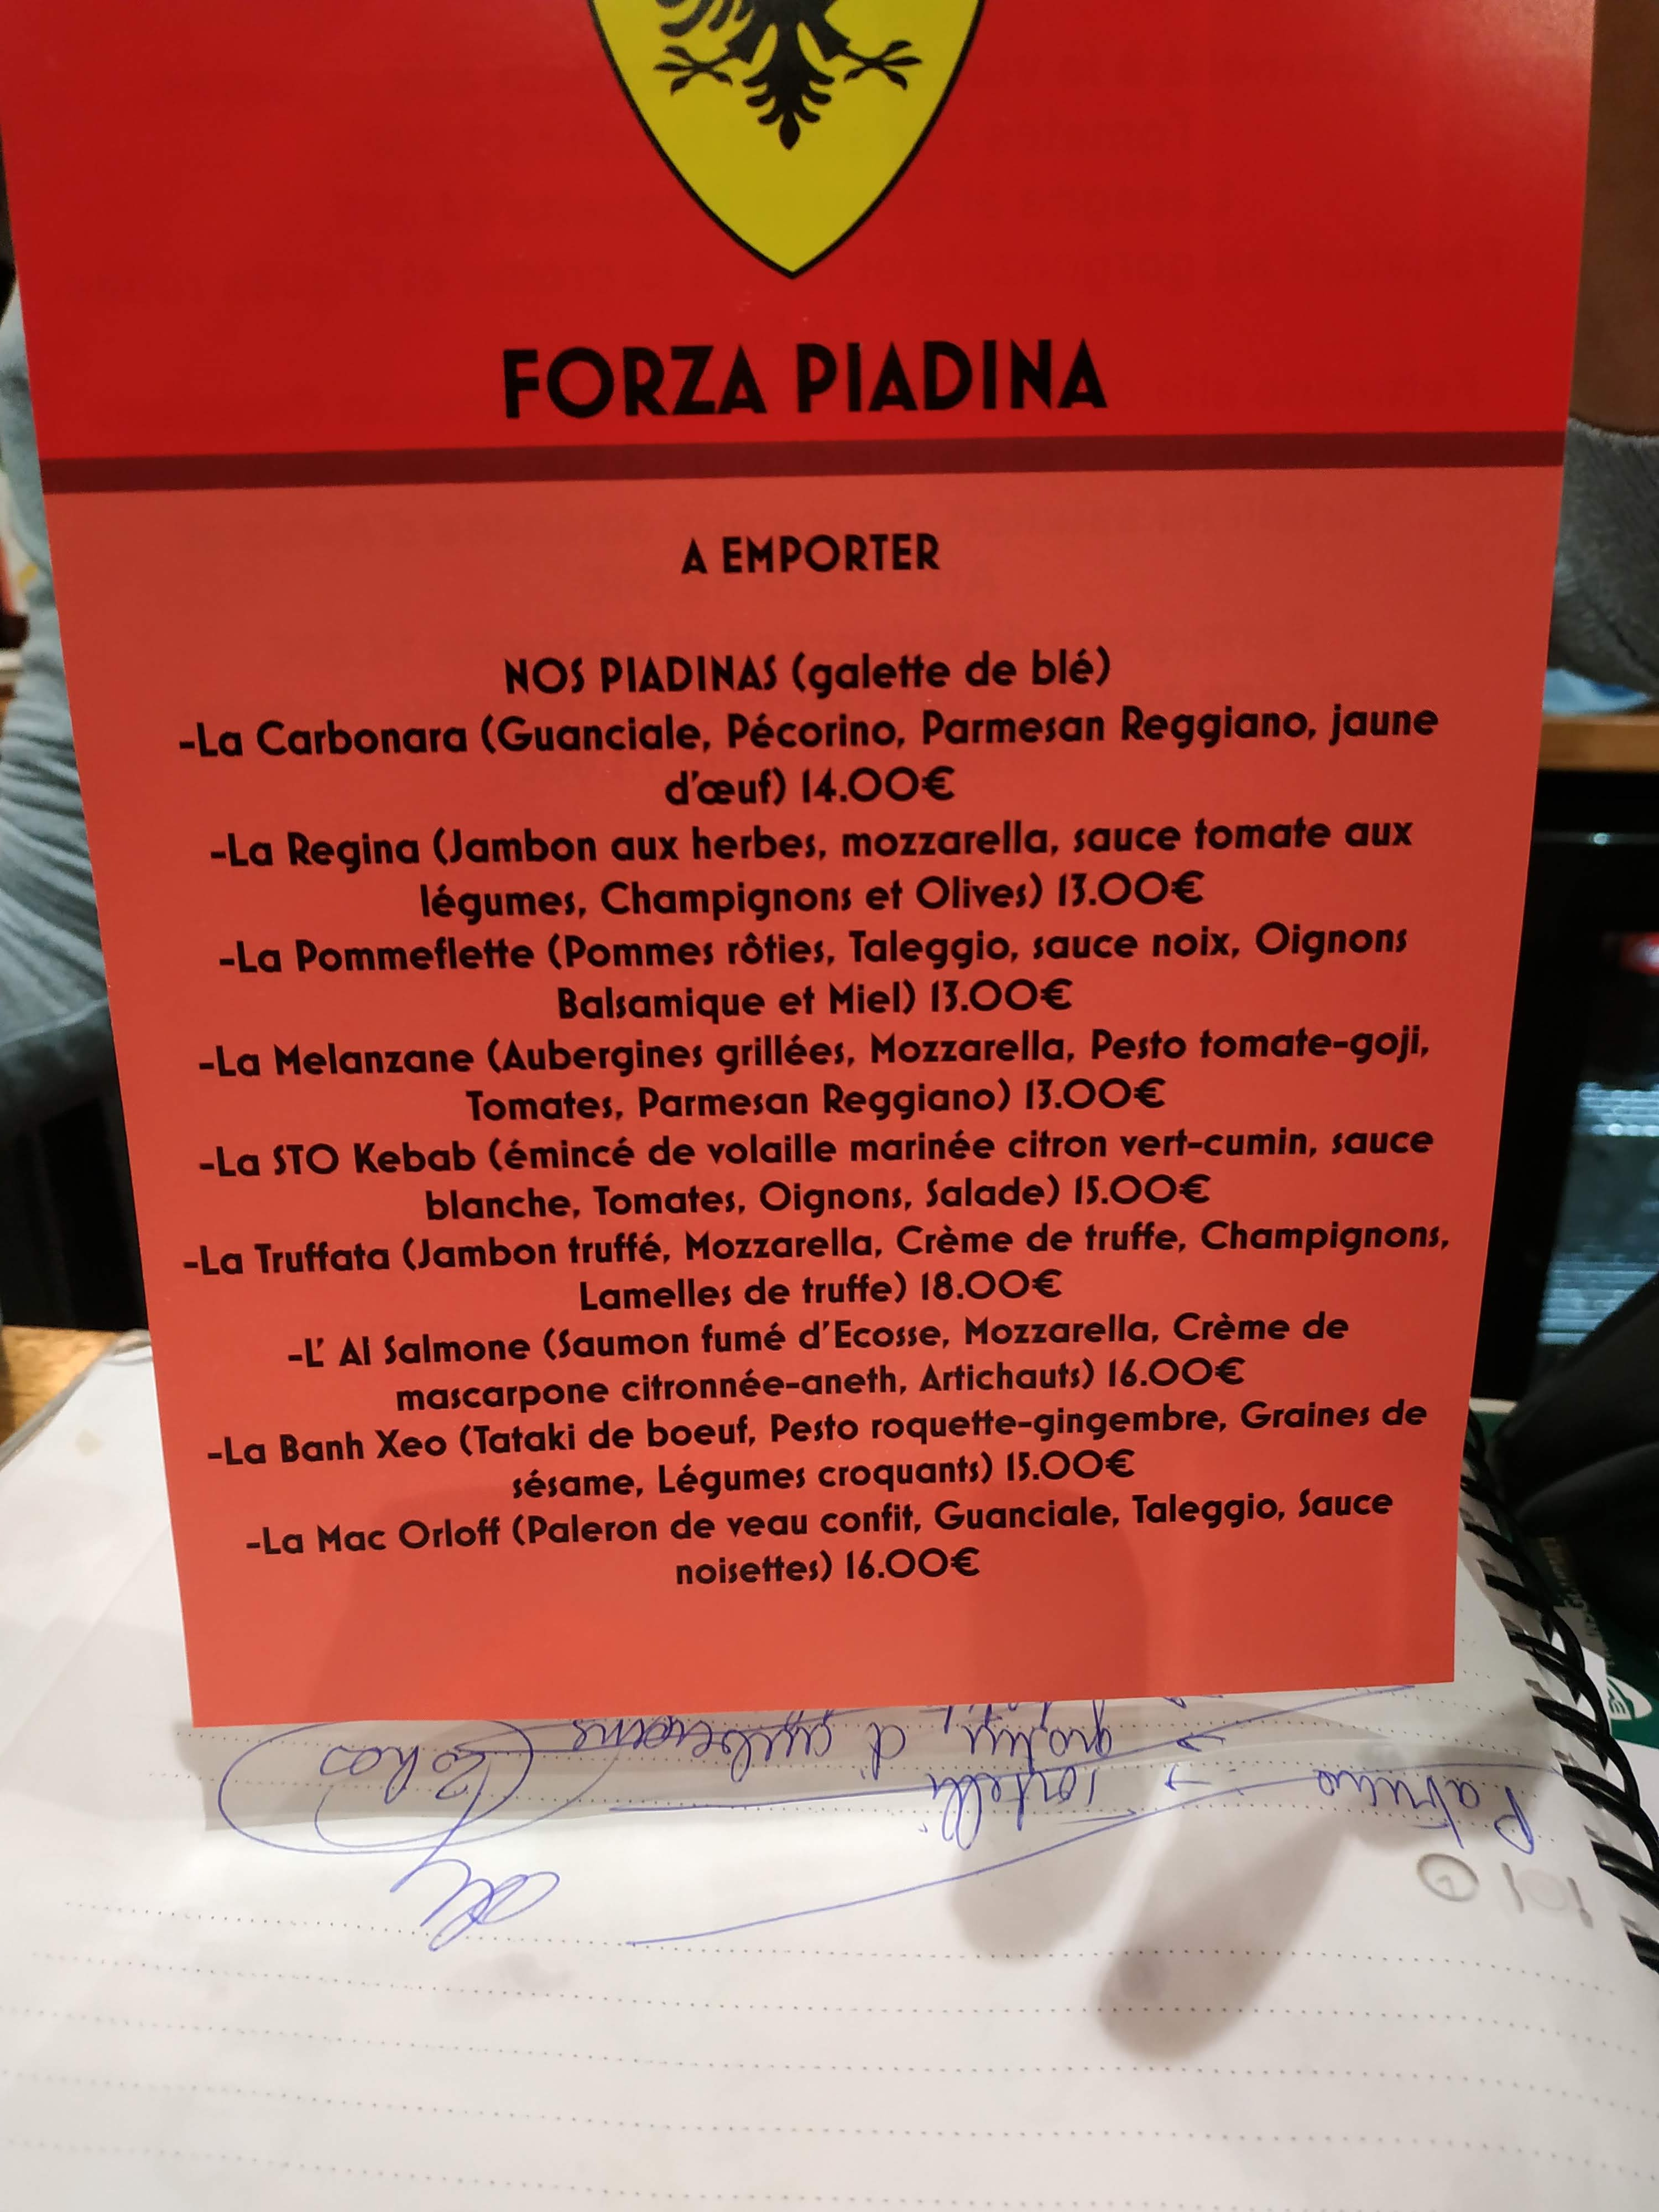 FORZA PIADINA
A EMPORTER
NOS PIADINAS (galette de blé)
-La Carbonara (Guanciale, Pécorino, Parmesan Reggiano, jaune
d'œuf) 14.00€
-La Regina (Jambon aux herbes, mozzarella, sauce tomate aux
légumes, Champignons et Olives) 13.00€
-La Pommeflette (Pommes rôties, Taleggio, sauce noix, Oignons
Balsamique et Miel) 13.00€
-La Melanzane (Aubergines grillées, Mozzarella, Pesto tomate-goji,
Tomates, Parmesan Reggiano) 13.00€
-La STO Kebab (émincé de volaille marinée citron vert-cumin, sauce
blanche, Tomates, Oignons, Salade) 15.00€
-La Truffata (Jambon truffé, Mozzarella, Crème de truffe, Champignons,
Lamelles de truffe) 18.00€
-L' Al Salmone (Saumon fumé d'Ecosse, Mozzarella, Crème de
mascarpone citronnée-aneth, Artichauts) 16.00€
-La Banh Xeo (Tataki de boeuf, Pesto roquette-gingembre, Graines de
sésame, Légumes croquants) 15.00€
-La Mac Orloff (Paleron de veau confit, Guanciale, Taleggio, Sauce
noisettes) 16.00€